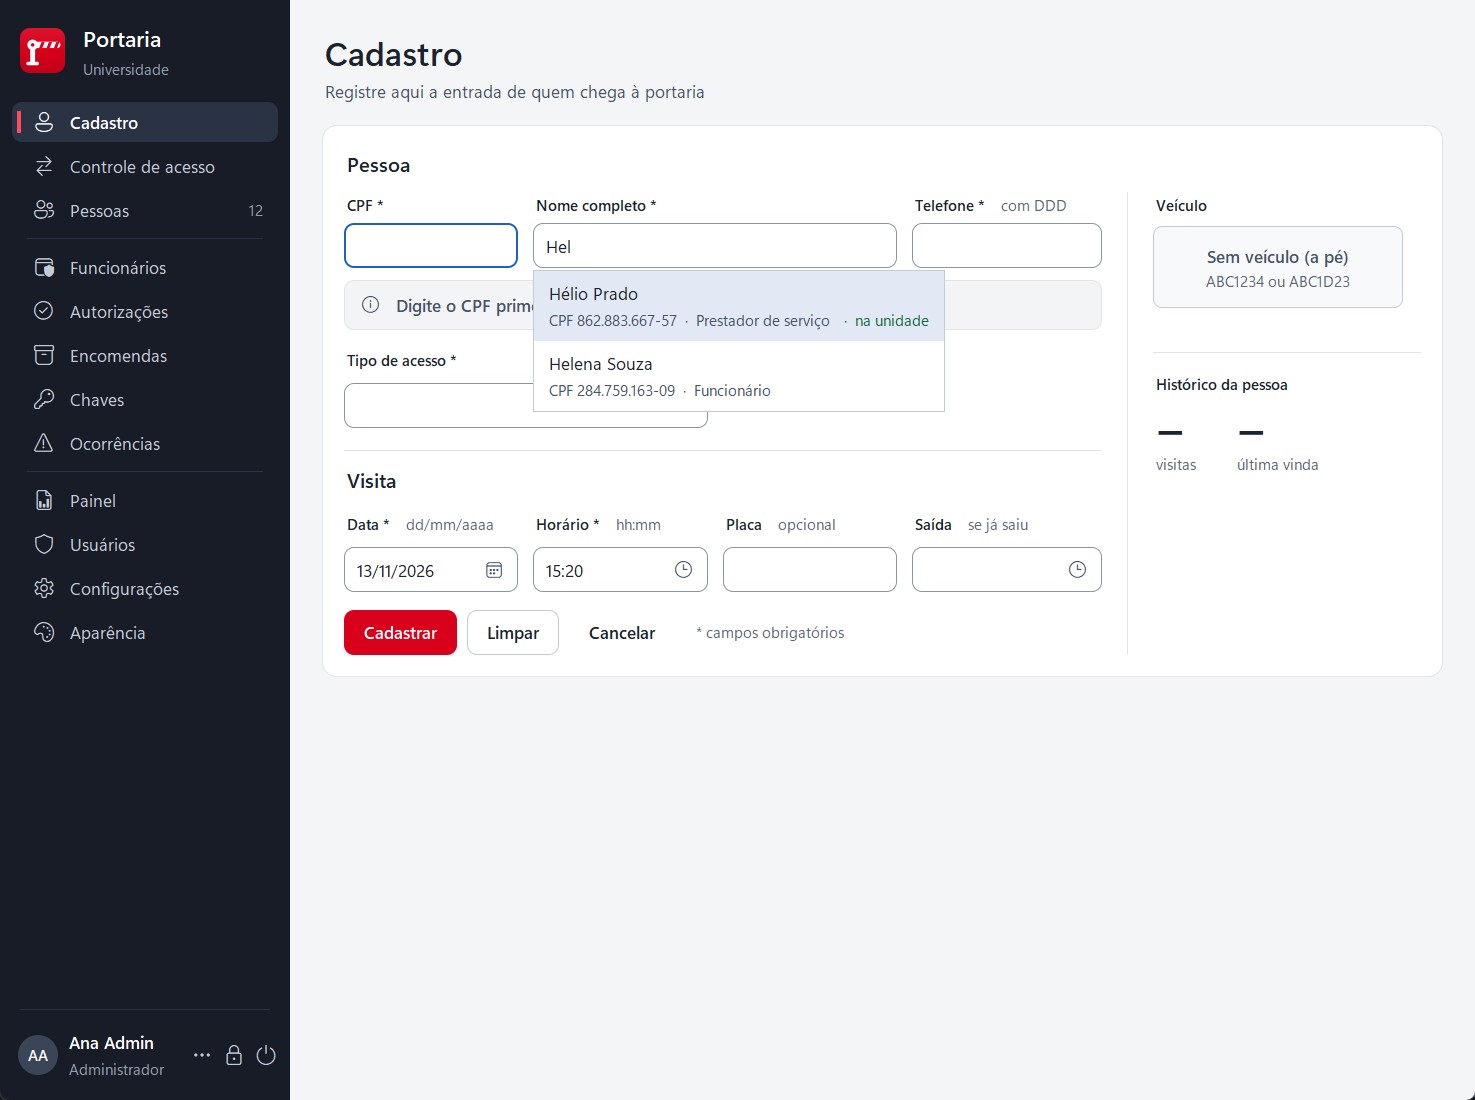 Portaria
Universidade
Cadastro
Controle de acesso
Pessoas 12
Funcionários
Autorizações
Encomendas
Chaves
Ocorrências
Painel
Usuários
Configurações
Aparência
AA
Ana Admin
Administrador
Cadastro
Registre aqui a entrada de quem chega à portaria
Pessoa
CPF * Nome completo * Telefone * com DDD
Hel
Digite o CPF
Hélio Prado
CPF 862.883.667-57 · Prestador de serviço · na unidade
Helena Souza
CPF 284.759.163-09 · Funcionário
Tipo de acesso *
Visita
Data * dd/mm/aaaa Horário * hh:mm Placa opcional Saída se já saiu
13/11/2026 15:20
Cadastrar Limpar Cancelar * campos obrigatórios
Veículo
Sem veículo (a pé)
ABC1234 ou ABC1D23
Histórico da pessoa
— —
visitas última vinda